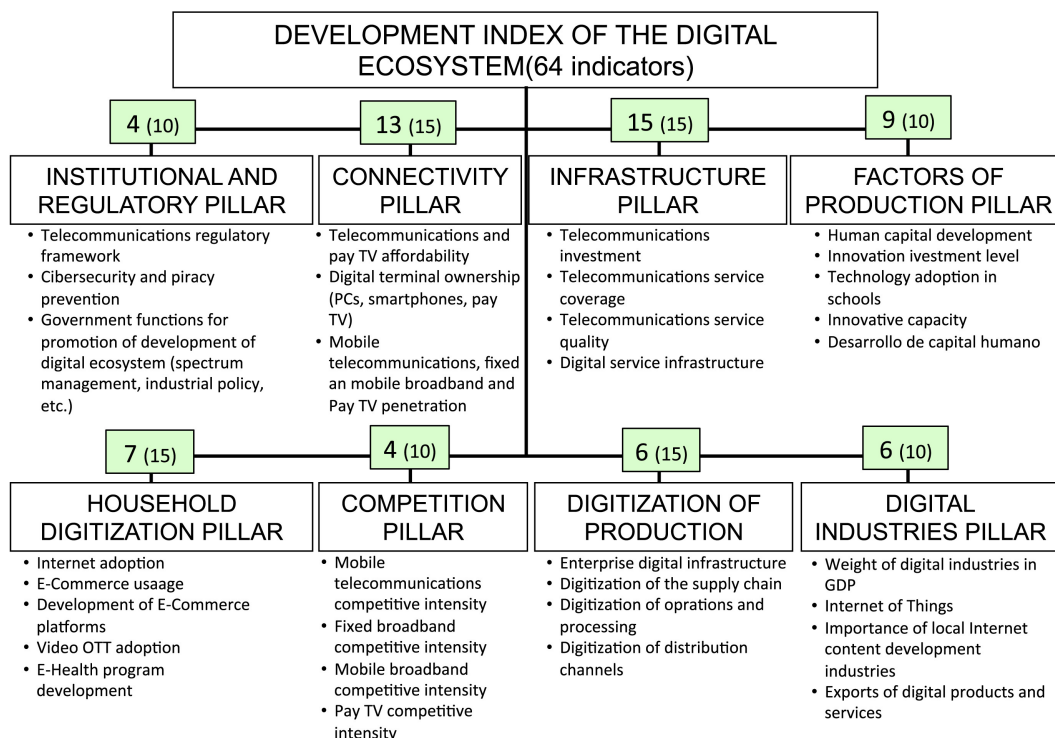 DEVELOPMENT INDEX OF THE DIGITAL
ECOSYSTEM(64 indicators)
4 (10)
INSTITUTIONAL AND
REGULATORY PILLAR
• Telecommunications regulatory
framework
• Cibersecurity and piracy
prevention
• Government functions for
promotion of development of
digital ecosystem (spectrum
management, industrial policy,
etc.)
13 (15)
CONNECTIVITY
PILLAR
• Telecommunications and
pay TV affordability
• Digital terminal ownership
(PCs, smartphones, pay
TV)
• Mobile
telecommunications, fixed
an mobile broadband and
Pay TV penetration
15 (15)
INFRASTRUCTURE
PILLAR
• Telecommunications
investment
• Telecommunications service
coverage
• Telecommunications service
quality
• Digital service infrastructure
9 (10)
FACTORS OF
PRODUCTION PILLAR
• Human capital development
• Innovation ivestment level
• Technology adoption in
schools
• Innovative capacity
• Desarrollo de capital humano
7 (15)
HOUSEHOLD
DIGITIZATION PILLAR
• Internet adoption
• E-Commerce usaage
• Development of E-Commerce
platforms
• Video OTT adoption
• E-Health program
development
4 (10)
COMPETITION
PILLAR
• Mobile
telecommunications
competitive intensity
• Fixed broadband
competitive intensity
• Mobile broadband
competitive intensity
• Pay TV competitive
intensity
6 (15)
DIGITIZATION OF
PRODUCTION
• Enterprise digital infrastructure
• Digitization of the supply chain
• Digitization of oprations and
processing
• Digitization of distribution
channels
6 (10)
DIGITAL
INDUSTRIES PILLAR
• Weight of digital industries in
GDP
• Internet of Things
• Importance of local Internet
content development
industries
• Exports of digital products and
services